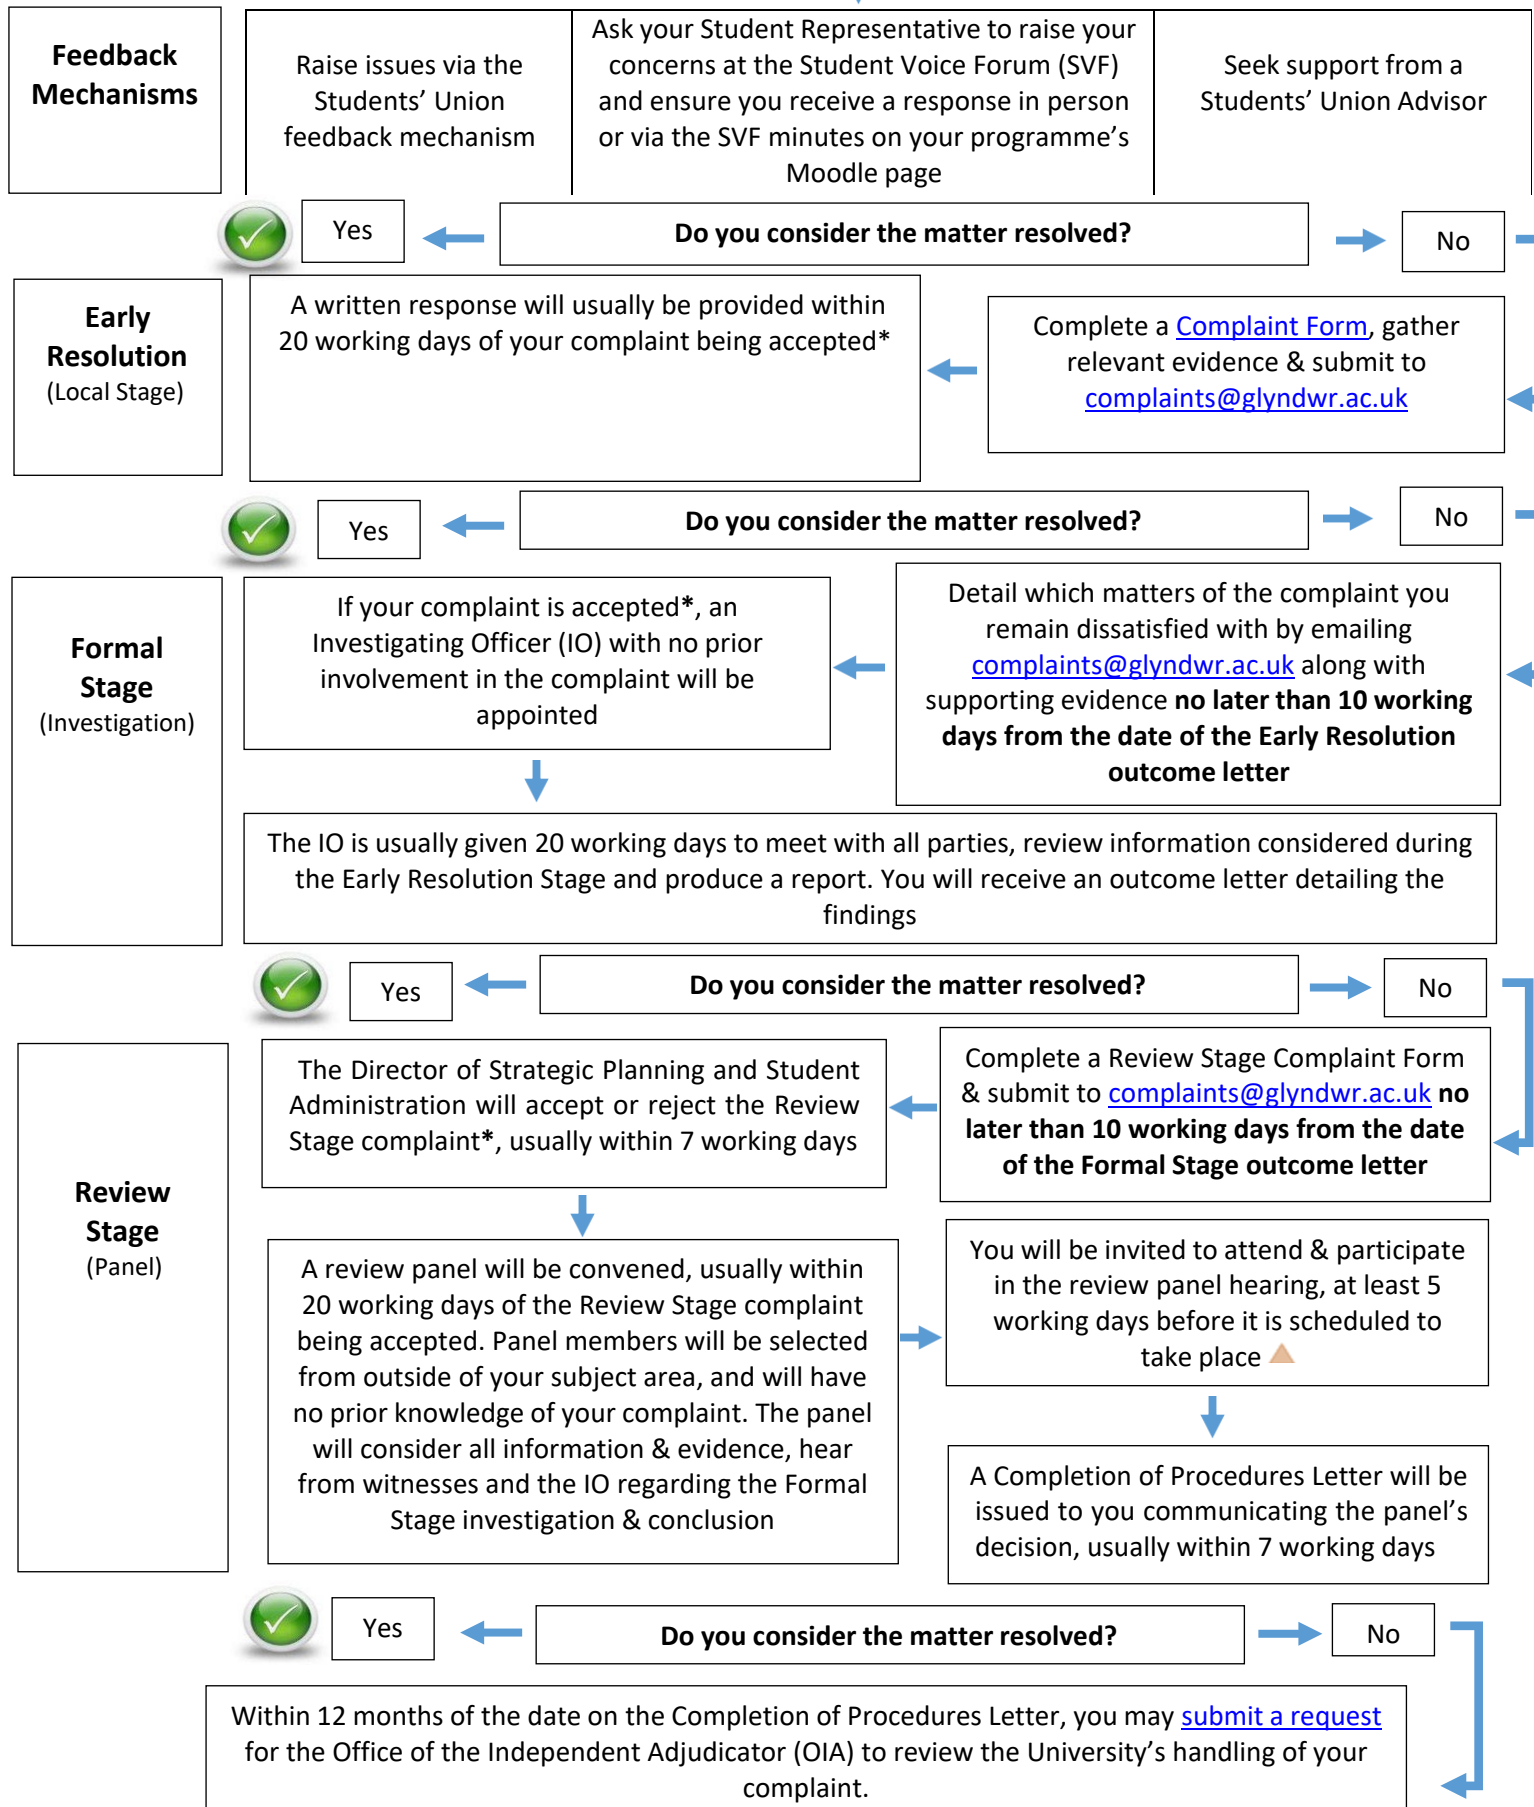 Feedback
Mechanisms
Raise issues via the
Students’ Union
feedback mechanism
Ask your Student Representative to raise your
concerns at the Student Voice Forum (SVF)
and ensure you receive a response in person
or via the SVF minutes on your programme’s
Moodle page
Seek support from a
Students’ Union Advisor
Yes
Do you consider the matter resolved?
No
Early
Resolution
(Local Stage)
A written response will usually be provided within
20 working days of your complaint being accepted*
Complete a Complaint Form, gather
relevant evidence & submit to
complaints@glyndwr.ac.uk
Yes
Do you consider the matter resolved?
No
Formal
Stage
(Investigation)
If your complaint is accepted*, an
Investigating Officer (IO) with no prior
involvement in the complaint will be
appointed
Detail which matters of the complaint you
remain dissatisfied with by emailing
complaints@glyndwr.ac.uk along with
supporting evidence no later than 10 working
days from the date of the Early Resolution
outcome letter
The IO is usually given 20 working days to meet with all parties, review information considered during
the Early Resolution Stage and produce a report. You will receive an outcome letter detailing the
findings
Yes
Do you consider the matter resolved?
No
Review
Stage
(Panel)
The Director of Strategic Planning and Student
Administration will accept or reject the Review
Stage complaint*, usually within 7 working days
Complete a Review Stage Complaint Form
& submit to complaints@glyndwr.ac.uk no
later than 10 working days from the date
of the Formal Stage outcome letter
A review panel will be convened, usually within
20 working days of the Review Stage complaint
being accepted. Panel members will be selected
from outside of your subject area, and will have
no prior knowledge of your complaint. The panel
will consider all information & evidence, hear
from witnesses and the IO regarding the Formal
Stage investigation & conclusion
You will be invited to attend & participate
in the review panel hearing, at least 5
working days before it is scheduled to
take place
A Completion of Procedures Letter will be
issued to you communicating the panel’s
decision, usually within 7 working days
Yes
Do you consider the matter resolved?
No
Within 12 months of the date on the Completion of Procedures Letter, you may submit a request
for the Office of the Independent Adjudicator (OIA) to review the University’s handling of your
complaint.